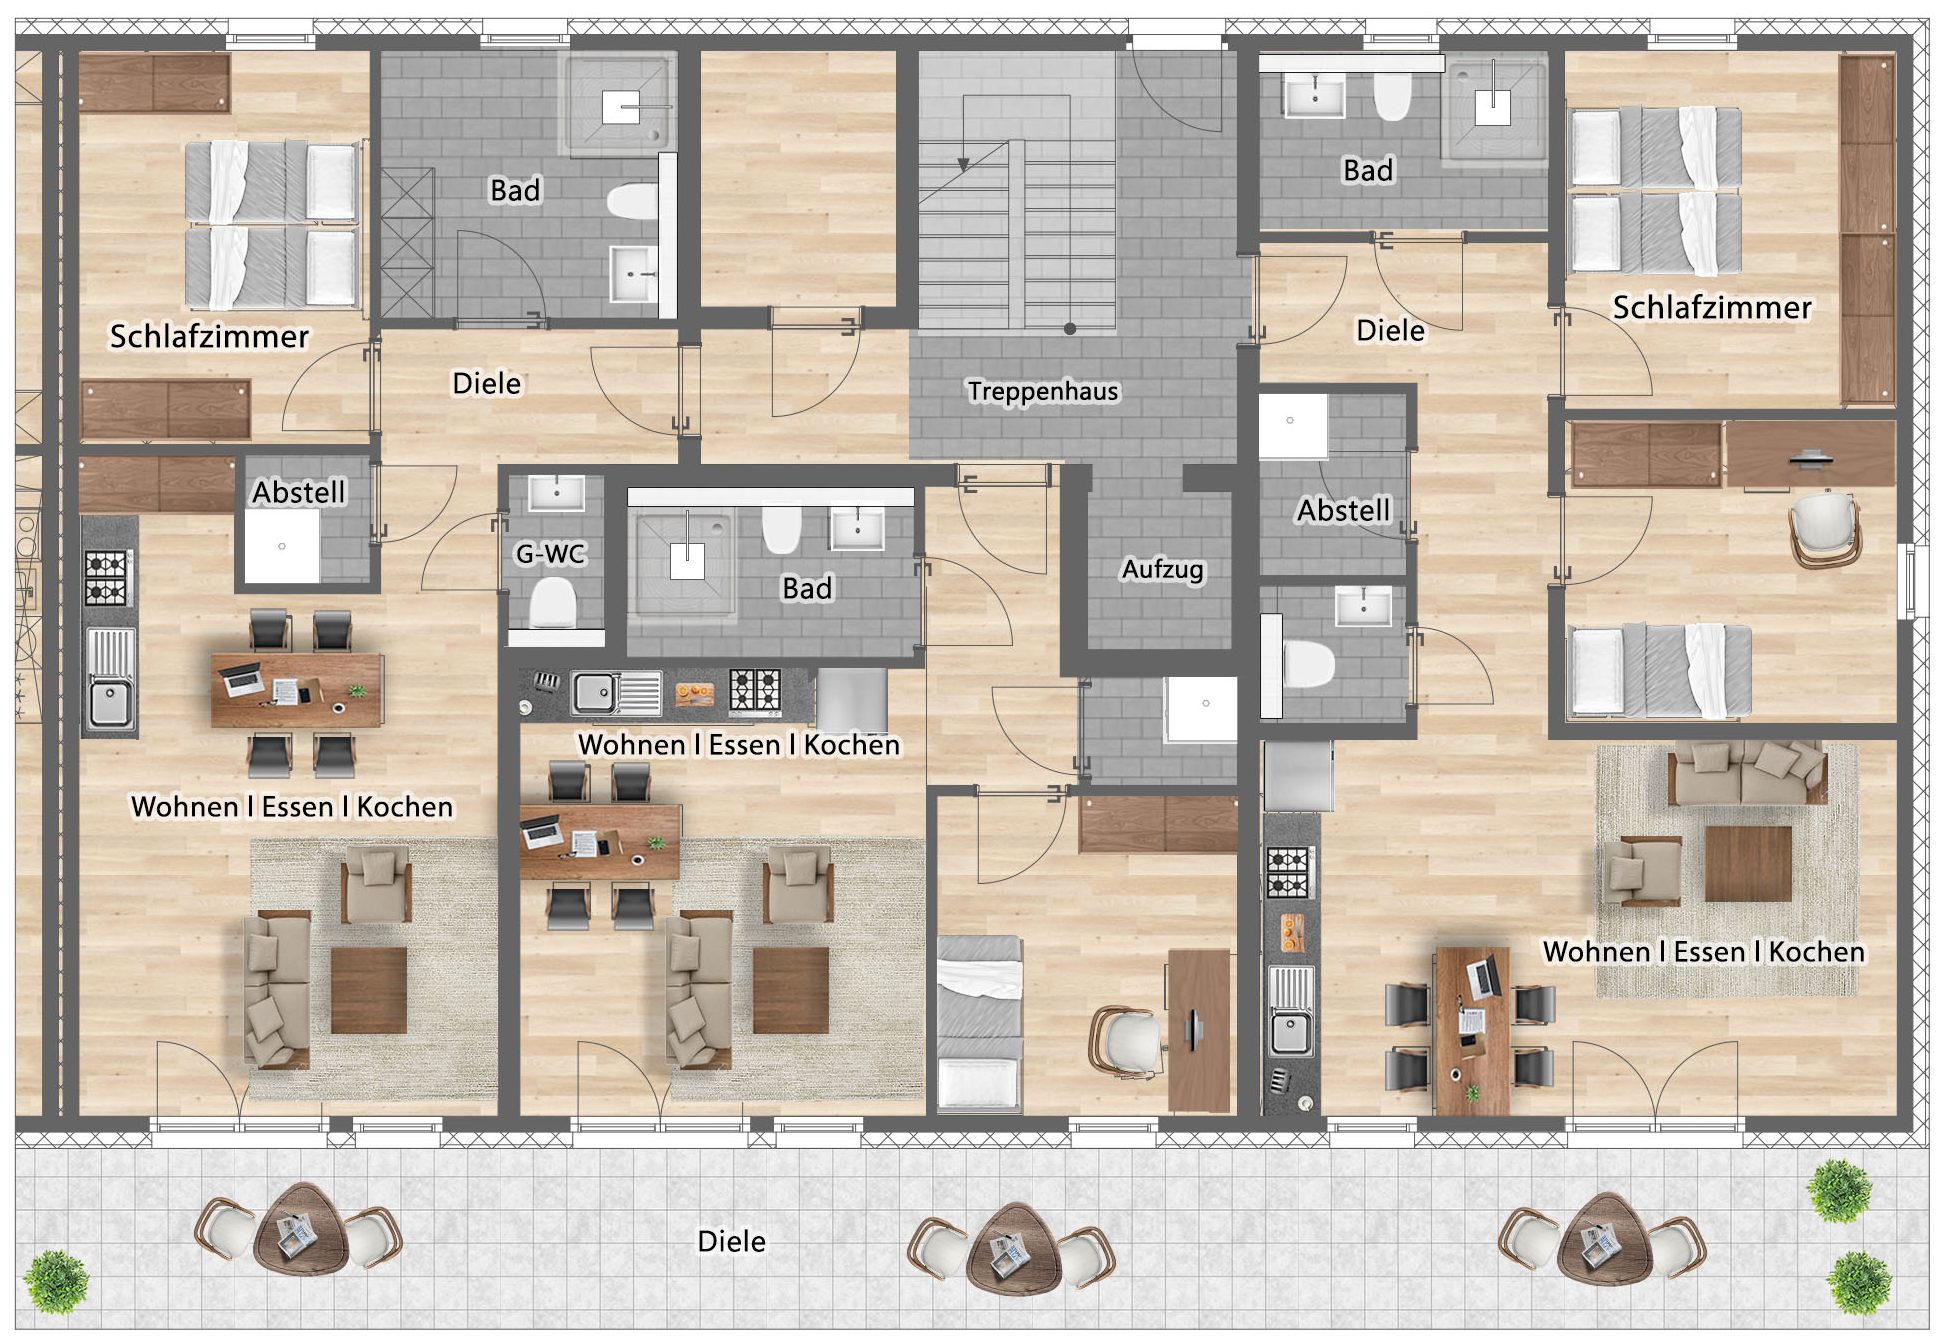 Bad
Bad
Schlafzimmer
Schlafzimmer
Diele
Diele
Treppenhaus
Abstell
Abstell
G-WC
Bad
Aufzug
Wohnen l Essen l Kochen
Wohnen l Essen l Kochen
Wohnen l Essen l Kochen
Diele